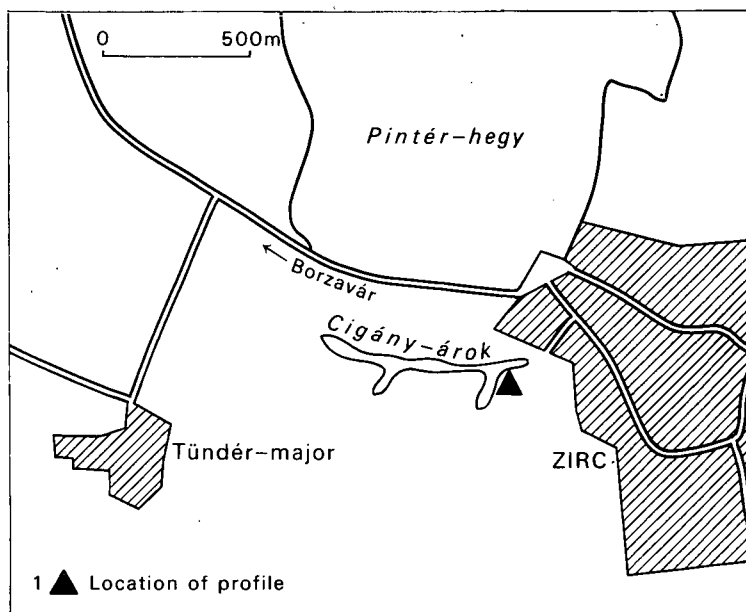 0 500m
Pintér-hegy
← Borzavár
Cigány-árok
Tündér-major
ZIRC
1 ▲ Location of profile